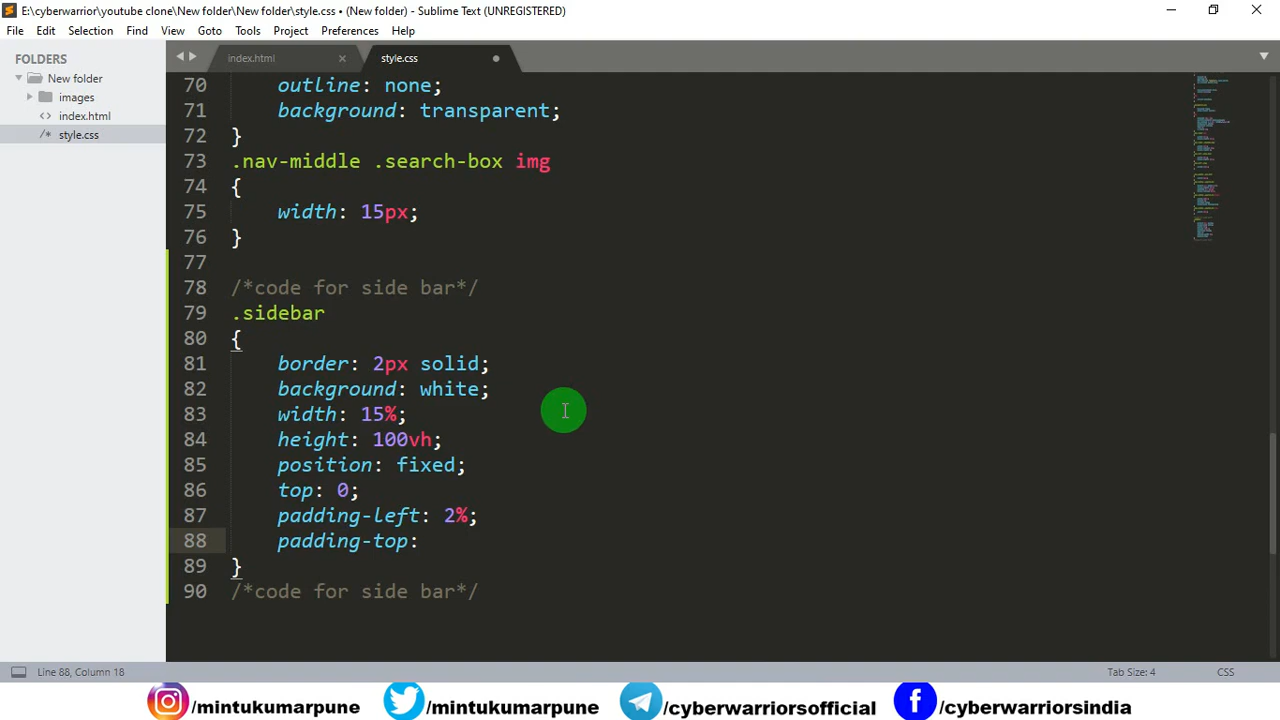 E:\cyberwarrior\youtube clone\New folder\New folder\style.css • (New folder) - Sublime Text (UNREGISTERED)
File Edit Selection Find View Goto Tools Project Preferences Help
FOLDERS
New folder
images
index.html
style.css
index.html style.css
70 outline: none;
71 background: transparent;
72 }
73 .nav-middle .search-box img
74 {
75 width: 15px;
76 }
77
78 /*code for side bar*/
79 .sidebar
80 {
81 border: 2px solid;
82 background: white;
83 width: 15%;
84 height: 100vh;
85 position: fixed;
86 top: 0;
87 padding-left: 2%;
88 padding-top:
89 }
90 /*code for side bar*/
Line 88, Column 18 Tab Size: 4 CSS
/mintukumarpune /mintukumarpune /cyberwarriorsofficial /cyberwarriorsindia